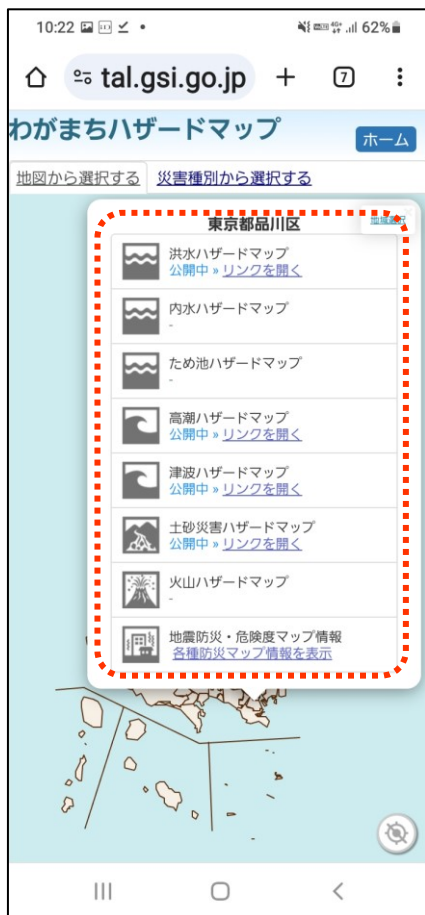 10:22
62%
tal.gsi.go.jp
7
わがまちハザードマップ
ホーム
地図から選択する 災害種別から選択する
東京都品川区
地域選択
洪水ハザードマップ
公開中 » リンクを開く
内水ハザードマップ
-
ため池ハザードマップ
-
高潮ハザードマップ
公開中 » リンクを開く
津波ハザードマップ
公開中 » リンクを開く
土砂災害ハザードマップ
公開中 » リンクを開く
火山ハザードマップ
-
地震防災・危険度マップ情報
各種防災マップ情報を表示